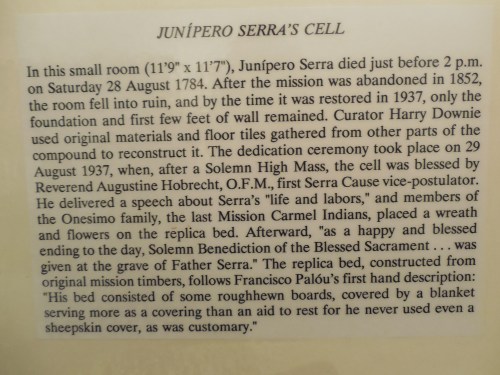 JUNÍPERO SERRA'S CELL
In this small room (11'9" x 11'7"), Junípero Serra died just before 2 p.m.
on Saturday 28 August 1784. After the mission was abandoned in 1852,
the room fell into ruin, and by the time it was restored in 1937, only the
foundation and first few feet of wall remained. Curator Harry Downie
used original materials and floor tiles gathered from other parts of the
compound to reconstruct it. The dedication ceremony took place on 29
August 1937, when, after a Solemn High Mass, the cell was blessed by
Reverend Augustine Hobrecht, O.F.M., first Serra Cause vice-postulator.
He delivered a speech about Serra's "life and labors," and members of
the Onesimo family, the last Mission Carmel Indians, placed a wreath
and flowers on the replica bed. Afterward, "as a happy and blessed
ending to the day, Solemn Benediction of the Blessed Sacrament . . . was
given at the grave of Father Serra." The replica bed, constructed from
original mission timbers, follows Francisco Palóu's first hand description:
"His bed consisted of some roughhewn boards, covered by a blanket
serving more as a covering than an aid to rest for he never used even a
sheepskin cover, as was customary."